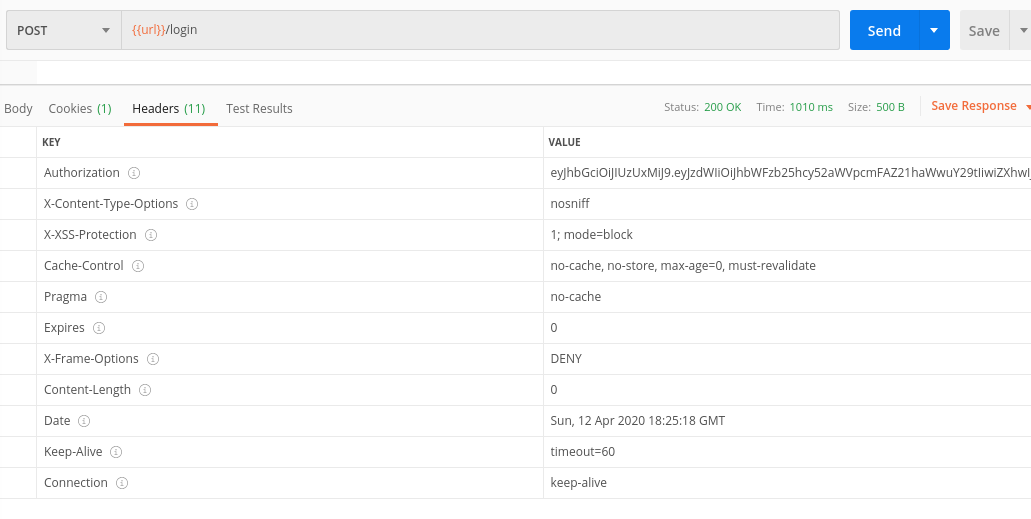 POST {{url}}/login Send Save
Body Cookies (1) Headers (11) Test Results Status: 200 OK Time: 1010 ms Size: 500 B Save Response
KEY VALUE
Authorization
X-Content-Type-Options nosniff
X-XSS-Protection 1; mode=block
Cache-Control no-cache, no-store, max-age=0, must-revalidate
Pragma no-cache
Expires 0
X-Frame-Options DENY
Content-Length 0
Date Sun, 12 Apr 2020 18:25:18 GMT
Keep-Alive timeout=60
Connection keep-alive